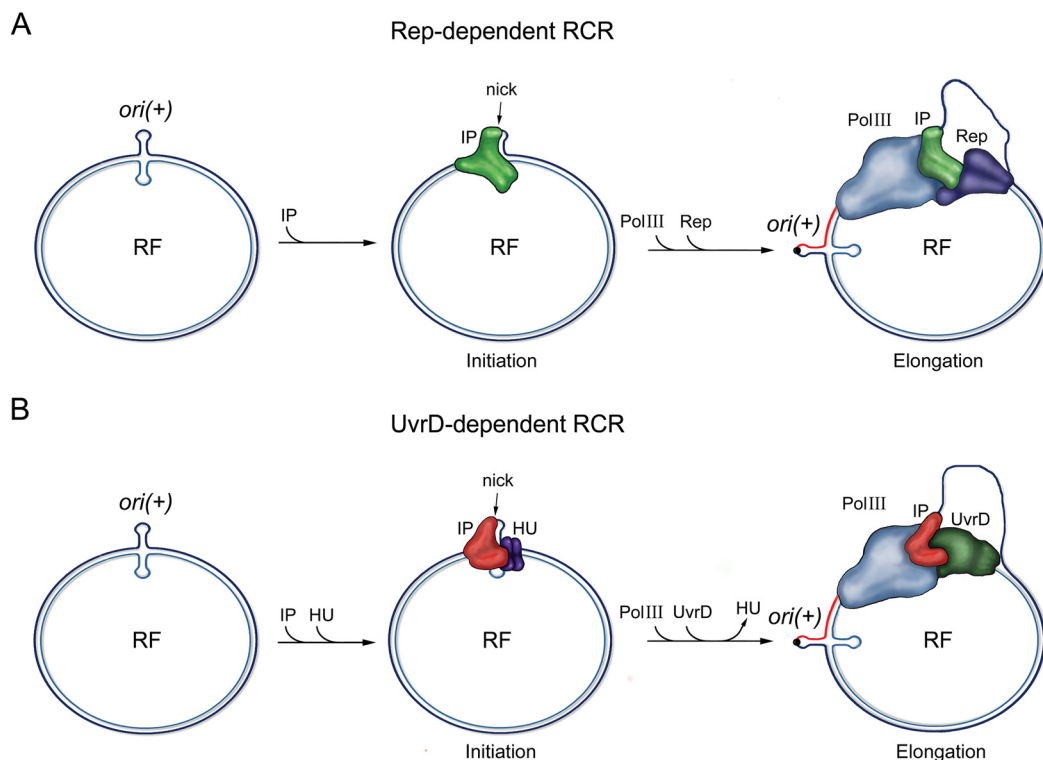 A
Rep-dependent RCR
ori(+)
RF
IP
nick
IP
RF
Initiation
PolIII
Rep
PolIII
IP
Rep
ori(+)
RF
Elongation
B
UvrD-dependent RCR
ori(+)
RF
IP
HU
nick
IP
HU
RF
Initiation
PolIII
UvrD
HU
PolIII
IP
UvrD
ori(+)
RF
Elongation